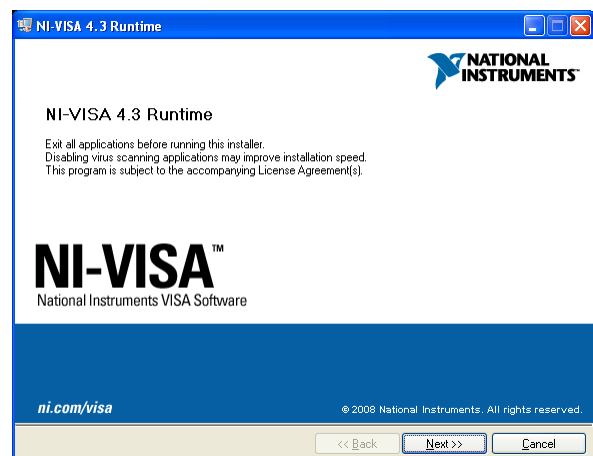 NI-VISA 4.3 Runtime
NATIONAL
INSTRUMENTS™
NI-VISA 4.3 Runtime
Exit all applications before running this installer.
Disabling virus scanning applications may improve installation speed.
This program is subject to the accompanying License Agreement(s).
NI-VISA™
National Instruments VISA Software
ni.com/visa
© 2008 National Instruments. All rights reserved.
<< Back
Next >>
Cancel